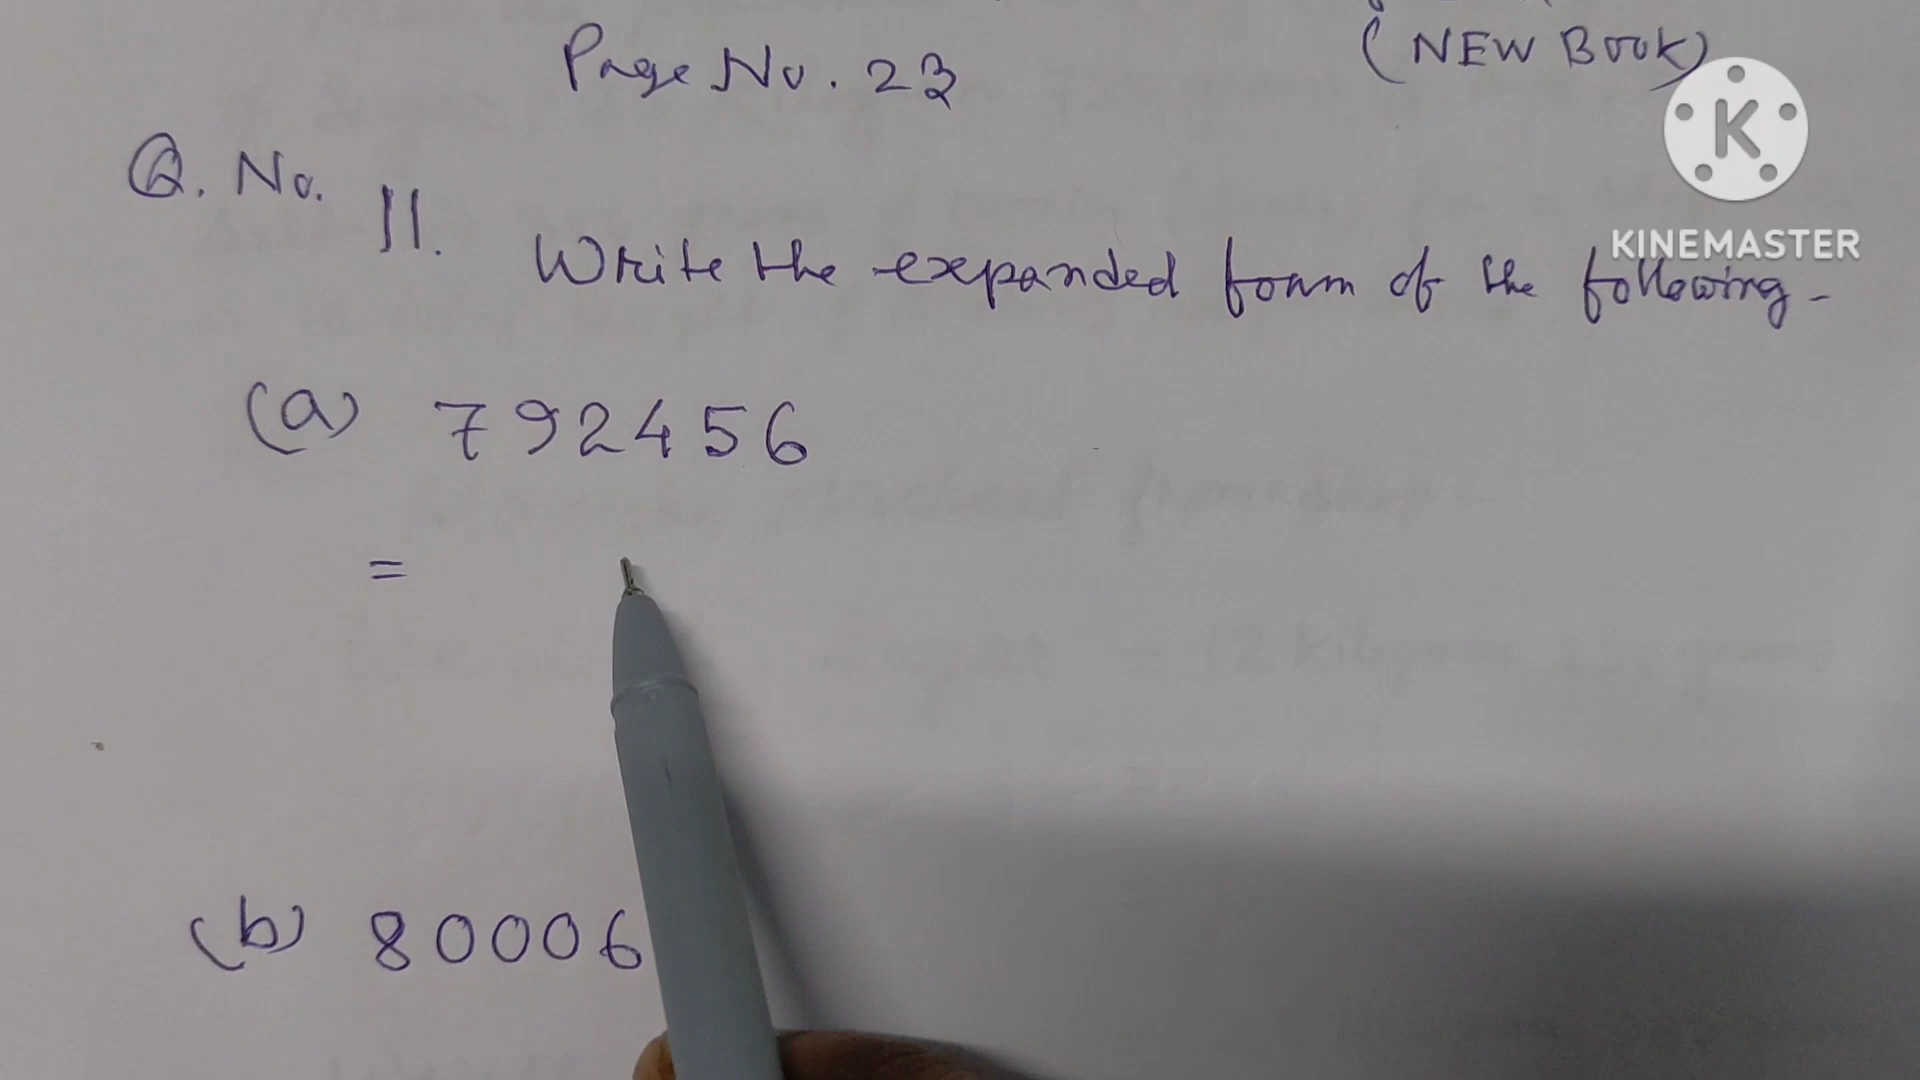 (NEW BOOK)
Page No. 23
Q. No. 11. Write the expanded form of the following -
(a) 792456
=
(b) 80006
K
KINEMASTER